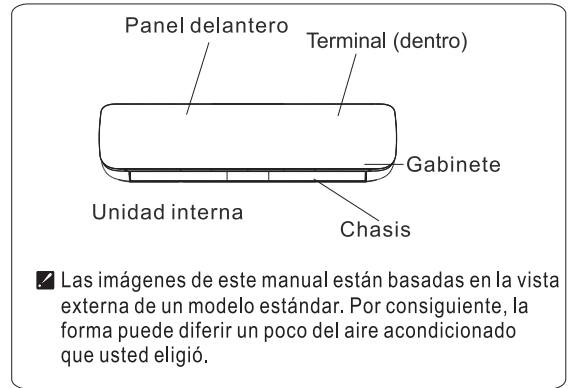 Panel delantero
Terminal (dentro)
Gabinete
Unidad interna
Chasis
Las imágenes de este manual están basadas en la vista
externa de un modelo estándar. Por consiguiente, la
forma puede diferir un poco del aire acondicionado
que usted eligió.